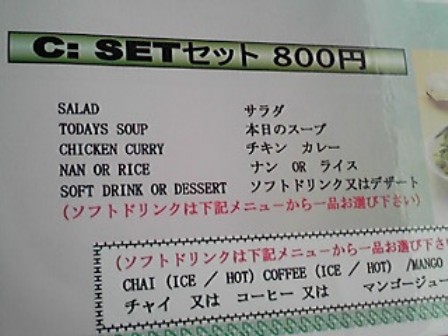 C: SETセット 800円
SALAD サラダ
TODAYS SOUP 本日のスープ
CHICKEN CURRY チキン カレー
NAN OR RICE ナン OR ライス
SOFT DRINK OR DESSERT ソフトドリンク又はデザート
(ソフトドリンクは下記メニューから一品お選び下さい)
(ソフトドリンクは下記メニューから一品お選び下さ
CHAI (ICE / HOT) COFFEE (ICE / HOT) /MANGO
チャイ 又は コーヒー 又は マンゴージュー